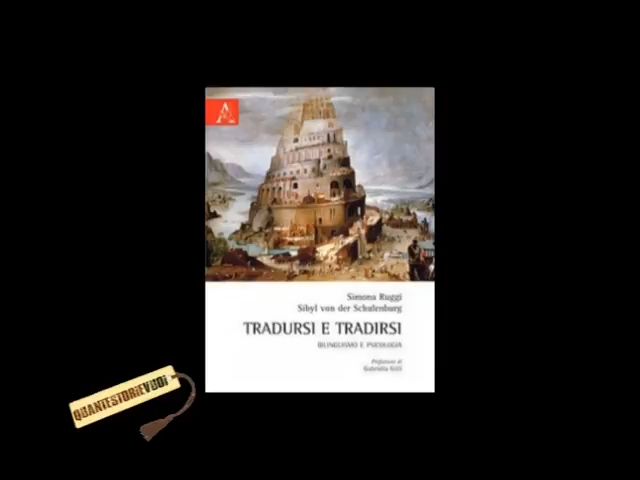 A
Simona Ruggi
Sibyl von der Schulenburg
TRADURSI E TRADIRSI
BILINGUISMO E PSICOLOGIA
Prefazione di
Gabriella Gilli
QUANTESTORIEVUOI